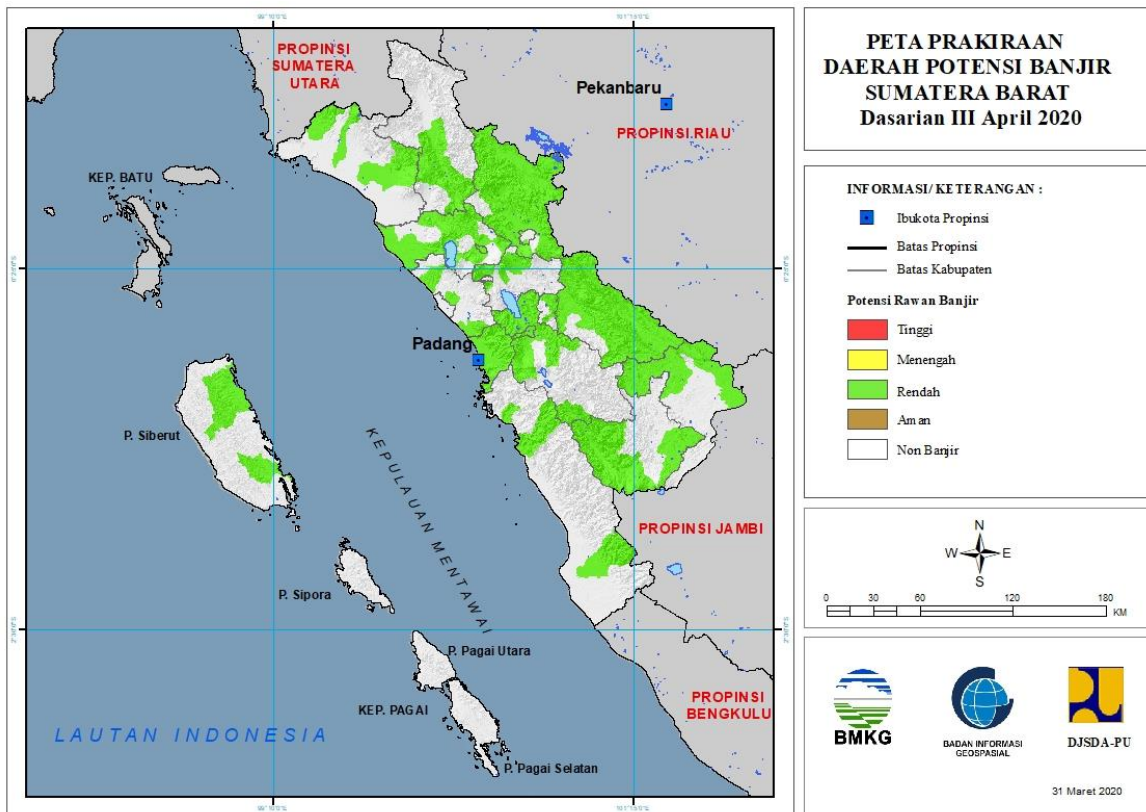 PETA PRAKIRAAN
DAERAH POTENSI BANJIR
SUMATERA BARAT
Dasarian III April 2020
INFORMASI/ KETERANGAN :
Ibukota Propinsi
Batas Propinsi
Batas Kabupaten
Potensi Rawan Banjir
Tinggi
Menengah
Rendah
Aman
Non Banjir
N
W E
S
0 30 60 120 180
KM
BMKG
BADAN INFORMASI
GEOSPASIAL
DJSDA-PU
31 Maret 2020
PROPINSI
SUMATERA
UTARA
Pekanbaru
PROPINSI RIAU
KEP. BATU
Padang
P. Siberut
KEPULAUAN MENTAWAI
PROPINSI JAMBI
P. Sipora
P. Pagai Utara
KEP. PAGAI
PROPINSI
BENGKULU
LAUTAN INDONESIA
P. Pagai Selatan